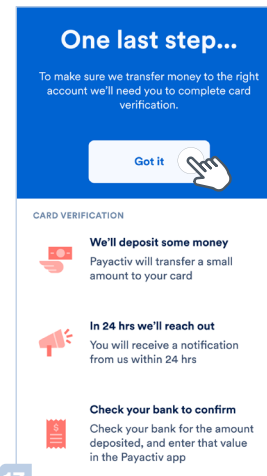 One last step...
To make sure we transfer money to the right
account we'll need you to complete card
verification.
Got it
CARD VERIFICATION
We'll deposit some money
Payactiv will transfer a small
amount to your card
In 24 hrs we'll reach out
You will receive a notification
from us within 24 hrs
Check your bank to confirm
Check your bank for the amount
deposited, and enter that value
in the Payactiv app
17